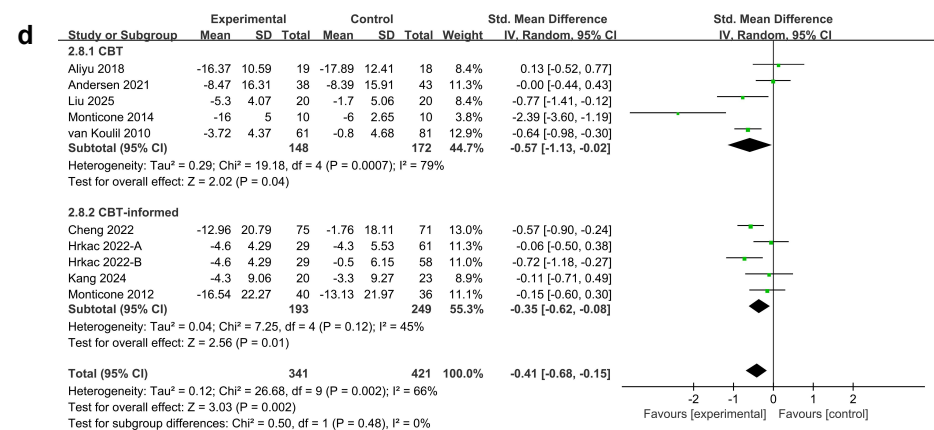 d
Experimental Control Std. Mean Difference Std. Mean Difference
Study or Subgroup Mean SD Total Mean SD Total Weight IV, Random, 95% CI IV, Random, 95% CI
2.8.1 CBT
Aliyu 2018 -16.37 10.59 19 -17.89 12.41 18 8.4% 0.13 [-0.52, 0.77]
Andersen 2021 -8.47 16.31 38 -8.39 15.91 43 11.3% -0.00 [-0.44, 0.43]
Liu 2025 -5.3 4.07 20 -1.7 5.06 20 8.4% -0.77 [-1.41, -0.12]
Monticone 2014 -16 5 10 -6 2.65 10 3.8% -2.39 [-3.60, -1.19]
van Koulil 2010 -3.72 4.37 61 -0.8 4.68 81 12.9% -0.64 [-0.98, -0.30]
Subtotal (95% CI) 148 172 44.7% -0.57 [-1.13, -0.02]
Heterogeneity: Tau² = 0.29; Chi² = 19.18, df = 4 (P = 0.0007); I² = 79%
Test for overall effect: Z = 2.02 (P = 0.04)
2.8.2 CBT-informed
Cheng 2022 -12.96 20.79 75 -1.76 18.11 71 13.0% -0.57 [-0.90, -0.24]
Hrkac 2022-A -4.6 4.29 29 -4.3 5.53 61 11.3% -0.06 [-0.50, 0.38]
Hrkac 2022-B -4.6 4.29 29 -0.5 6.15 58 11.0% -0.72 [-1.18, -0.27]
Kang 2024 -4.3 9.06 20 -3.3 9.27 23 8.9% -0.11 [-0.71, 0.49]
Monticone 2012 -16.54 22.27 40 -13.13 21.97 36 11.1% -0.15 [-0.60, 0.30]
Subtotal (95% CI) 193 249 55.3% -0.35 [-0.62, -0.08]
Heterogeneity: Tau² = 0.04; Chi² = 7.25, df = 4 (P = 0.12); I² = 45%
Test for overall effect: Z = 2.56 (P = 0.01)
Total (95% CI) 341 421 100.0% -0.41 [-0.68, -0.15]
Heterogeneity: Tau² = 0.12; Chi² = 26.68, df = 9 (P = 0.002); I² = 66%
Test for overall effect: Z = 3.03 (P = 0.002)
Test for subgroup differences: Chi² = 0.50, df = 1 (P = 0.48), I² = 0%
-2 -1 0 1 2
Favours [experimental] Favours [control]